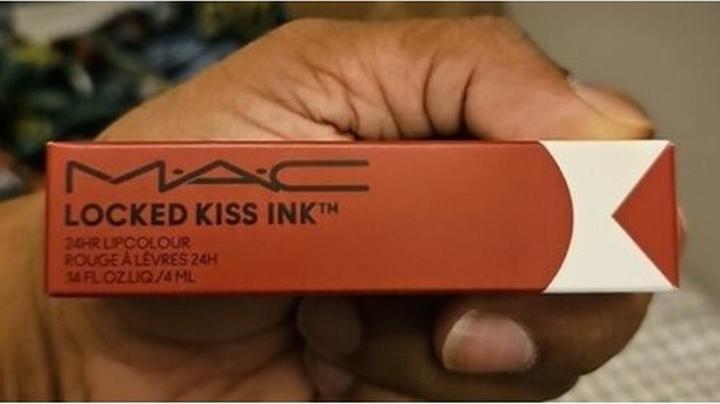 M·A·C
LOCKED KISS INK™
24HR LIPCOLOUR
ROUGE À LÈVRES 24H
.14 FL.OZ.LIQ./4 ML